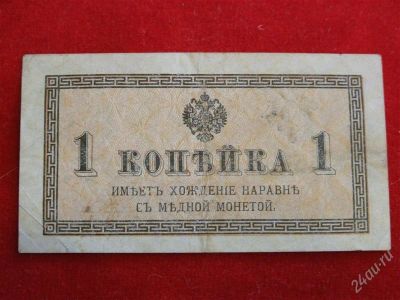 1 КОПѢЙКА 1
ИМѢЕТЪ ХОЖДЕНІЕ НАРАВНѢ
СЪ МѢДНОЙ МОНЕТОЙ.
24au.ru